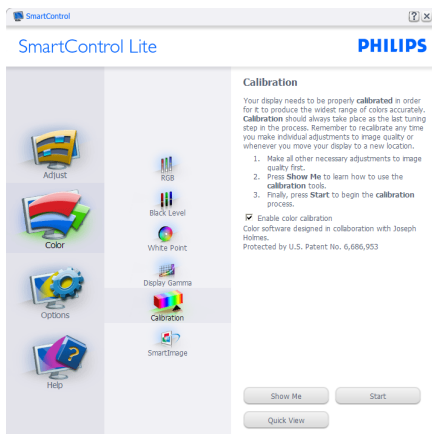 SmartControl
SmartControl Lite
PHILIPS
Adjust
Color
Options
Help
RGB
Black Level
White Point
Display Gamma
Calibration
SmartImage
Calibration
Your display needs to be properly calibrated in order
for it to produce the widest range of colors accurately.
Calibration should always take place as the last tuning
step in the process. Remember to recalibrate any time
you make individual adjustments to image quality or
whenever you move your display to a new location.
1. Make all other necessary adjustments to image
quality first.
2. Press Show Me to learn how to use the
calibration tools.
3. Finally, press Start to begin the calibration
process.
Enable color calibration
Color software designed in collaboration with Joseph
Holmes.
Protected by U.S. Patent No. 6,686,953
Show Me
Start
Quick View